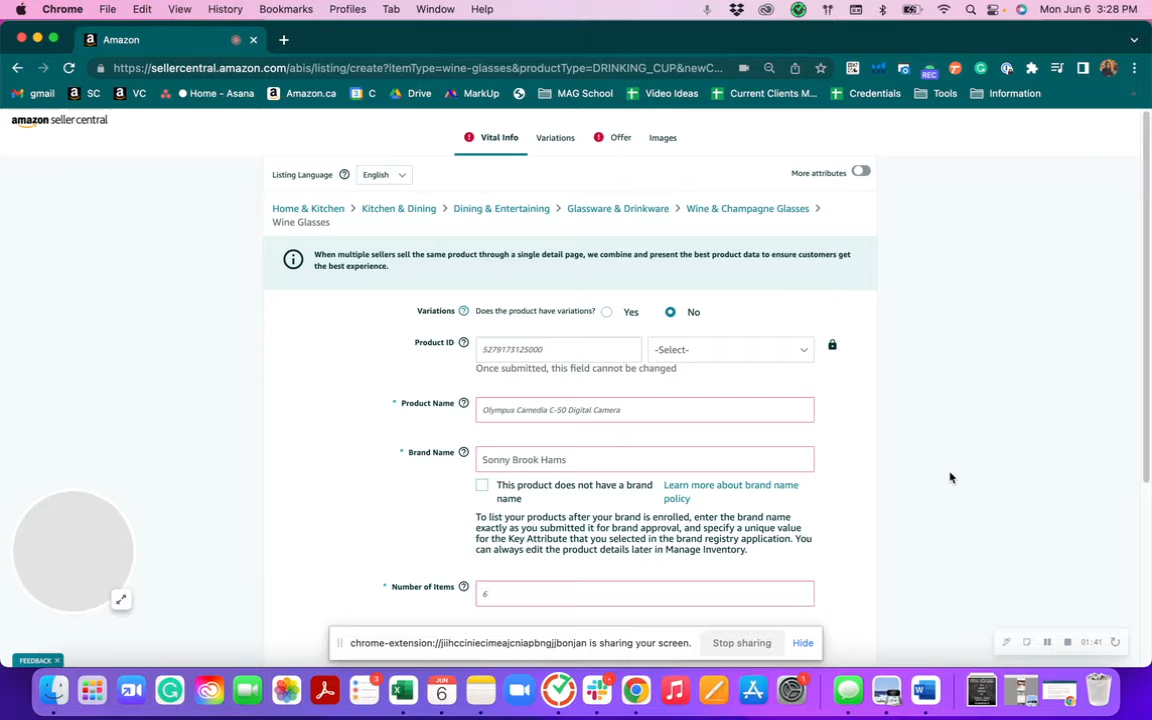 Chrome File Edit View History Bookmarks Profiles Tab Window Help Mon Jun 6 3:28 PM
Amazon
https://sellercentral.amazon.com/abis/listing/create?itemType=wine-glasses&productType=DRINKING_CUP&newC... REC
gmail SC VC Home - Asana Amazon.ca C Drive MarkUp MAG School Video Ideas Current Clients M... Credentials Tools Information
amazon seller central
Vital Info Variations Offer Images
Listing Language English More attributes
Home & Kitchen > Kitchen & Dining > Dining & Entertaining > Glassware & Drinkware > Wine & Champagne Glasses >
Wine Glasses
When multiple sellers sell the same product through a single detail page, we combine and present the best product data to ensure customers get
the best experience.
Variations Does the product have variations? Yes No
Product ID 5279173125000 -Select-
Once submitted, this field cannot be changed
* Product Name Olympus Camedia C-50 Digital Camera
* Brand Name Sonny Brook Hams
This product does not have a brand Learn more about brand name
name policy
To list your products after your brand is enrolled, enter the brand name
exactly as you submitted it for brand approval, and specify a unique value
for the Key Attribute that you selected in the brand registry application. You
can always edit the product details later in Manage Inventory.
* Number of Items 6
chrome-extension://jiihcciniecimeajcniapbngjjbonjan is sharing your screen. Stop sharing Hide
01:41
FEEDBACK ×
3 JUN 6 1